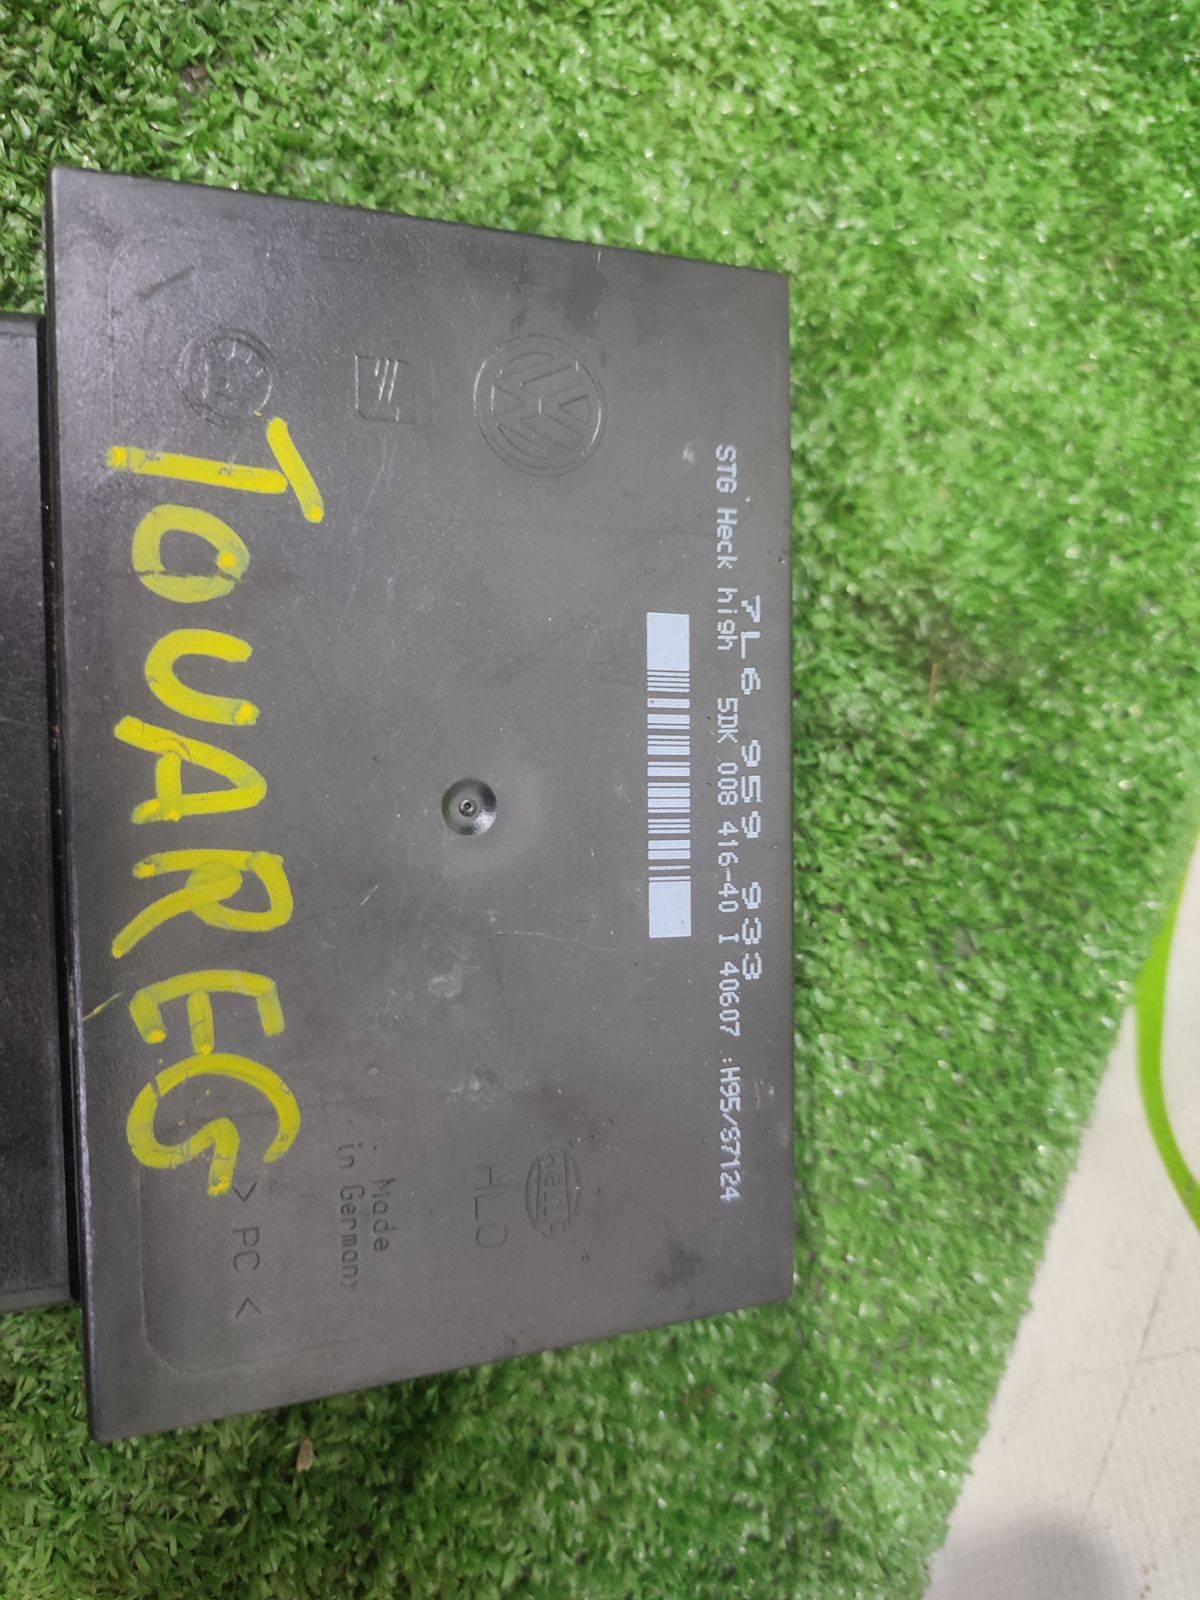 7L6 959 933
STG Heck high 5DK 008 416-40 I 40607 :H95/S7124
HELLA
HLO
Made
in Germany
> PC <
TOUAREG